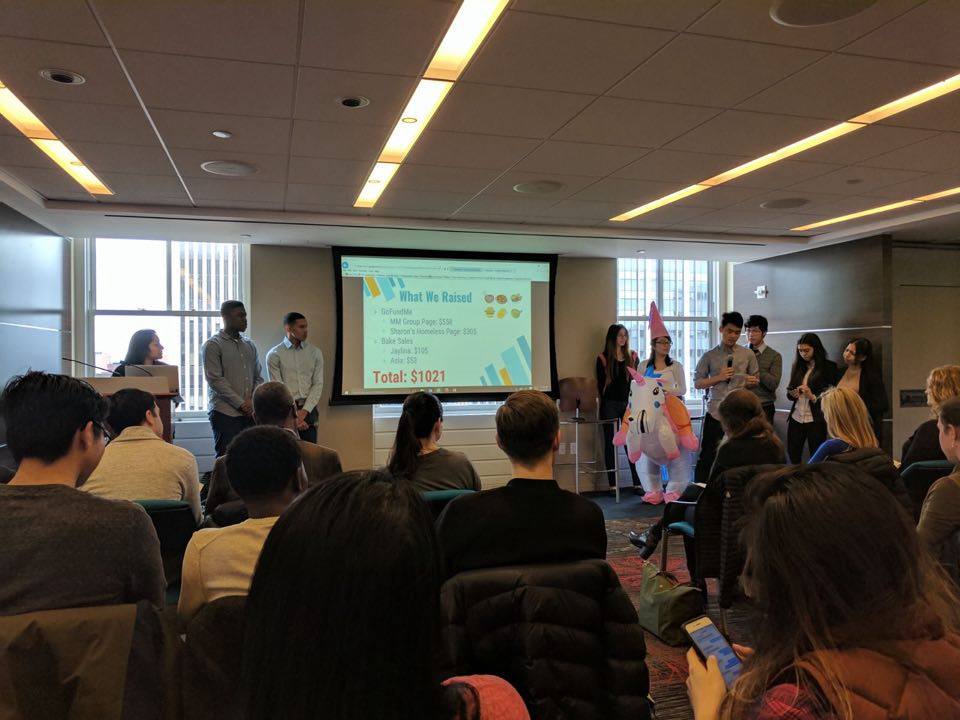 What We Raised
GoFundMe
MM Group Page: $558
Sharon's Homeless Page: $305
Bake Sales
Jaylina: $105
Asia: $53
Total: $1021